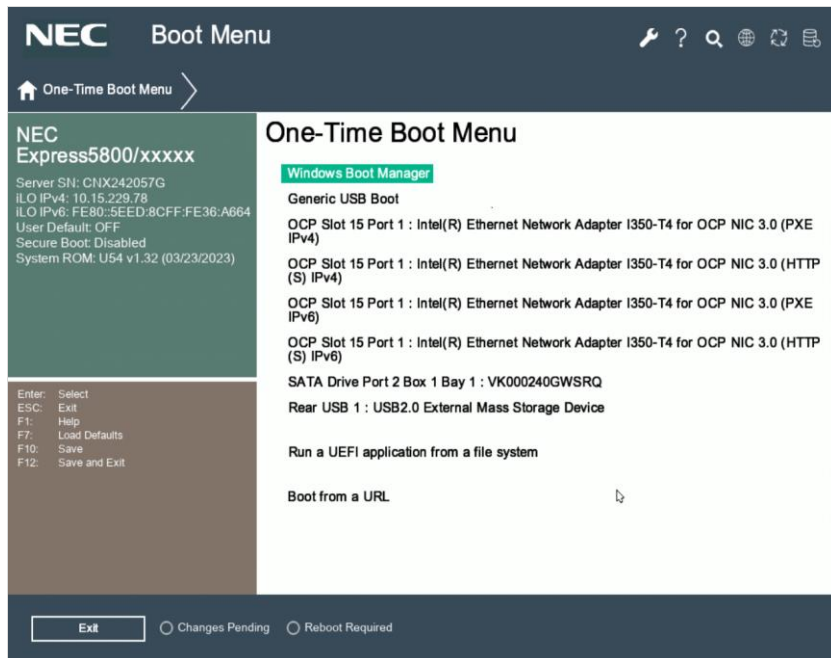 NEC Boot Menu
One-Time Boot Menu
NEC
Express5800/xxxxx
Server SN: CNX242057G
iLO IPv4: 10.15.229.78
iLO IPv6: FE80::5EED:8CFF:FE36:A664
User Default: OFF
Secure Boot: Disabled
System ROM: U54 v1.32 (03/23/2023)
Enter: Select
ESC: Exit
F1: Help
F7: Load Defaults
F10: Save
F12: Save and Exit
One-Time Boot Menu
Windows Boot Manager
Generic USB Boot
OCP Slot 15 Port 1 : Intel(R) Ethernet Network Adapter I350-T4 for OCP NIC 3.0 (PXE
IPv4)
OCP Slot 15 Port 1 : Intel(R) Ethernet Network Adapter I350-T4 for OCP NIC 3.0 (HTTP
(S) IPv4)
OCP Slot 15 Port 1 : Intel(R) Ethernet Network Adapter I350-T4 for OCP NIC 3.0 (PXE
IPv6)
OCP Slot 15 Port 1 : Intel(R) Ethernet Network Adapter I350-T4 for OCP NIC 3.0 (HTTP
(S) IPv6)
SATA Drive Port 2 Box 1 Bay 1 : VK000240GWSRQ
Rear USB 1 : USB2.0 External Mass Storage Device
Run a UEFI application from a file system
Boot from a URL
Exit
Changes Pending
Reboot Required